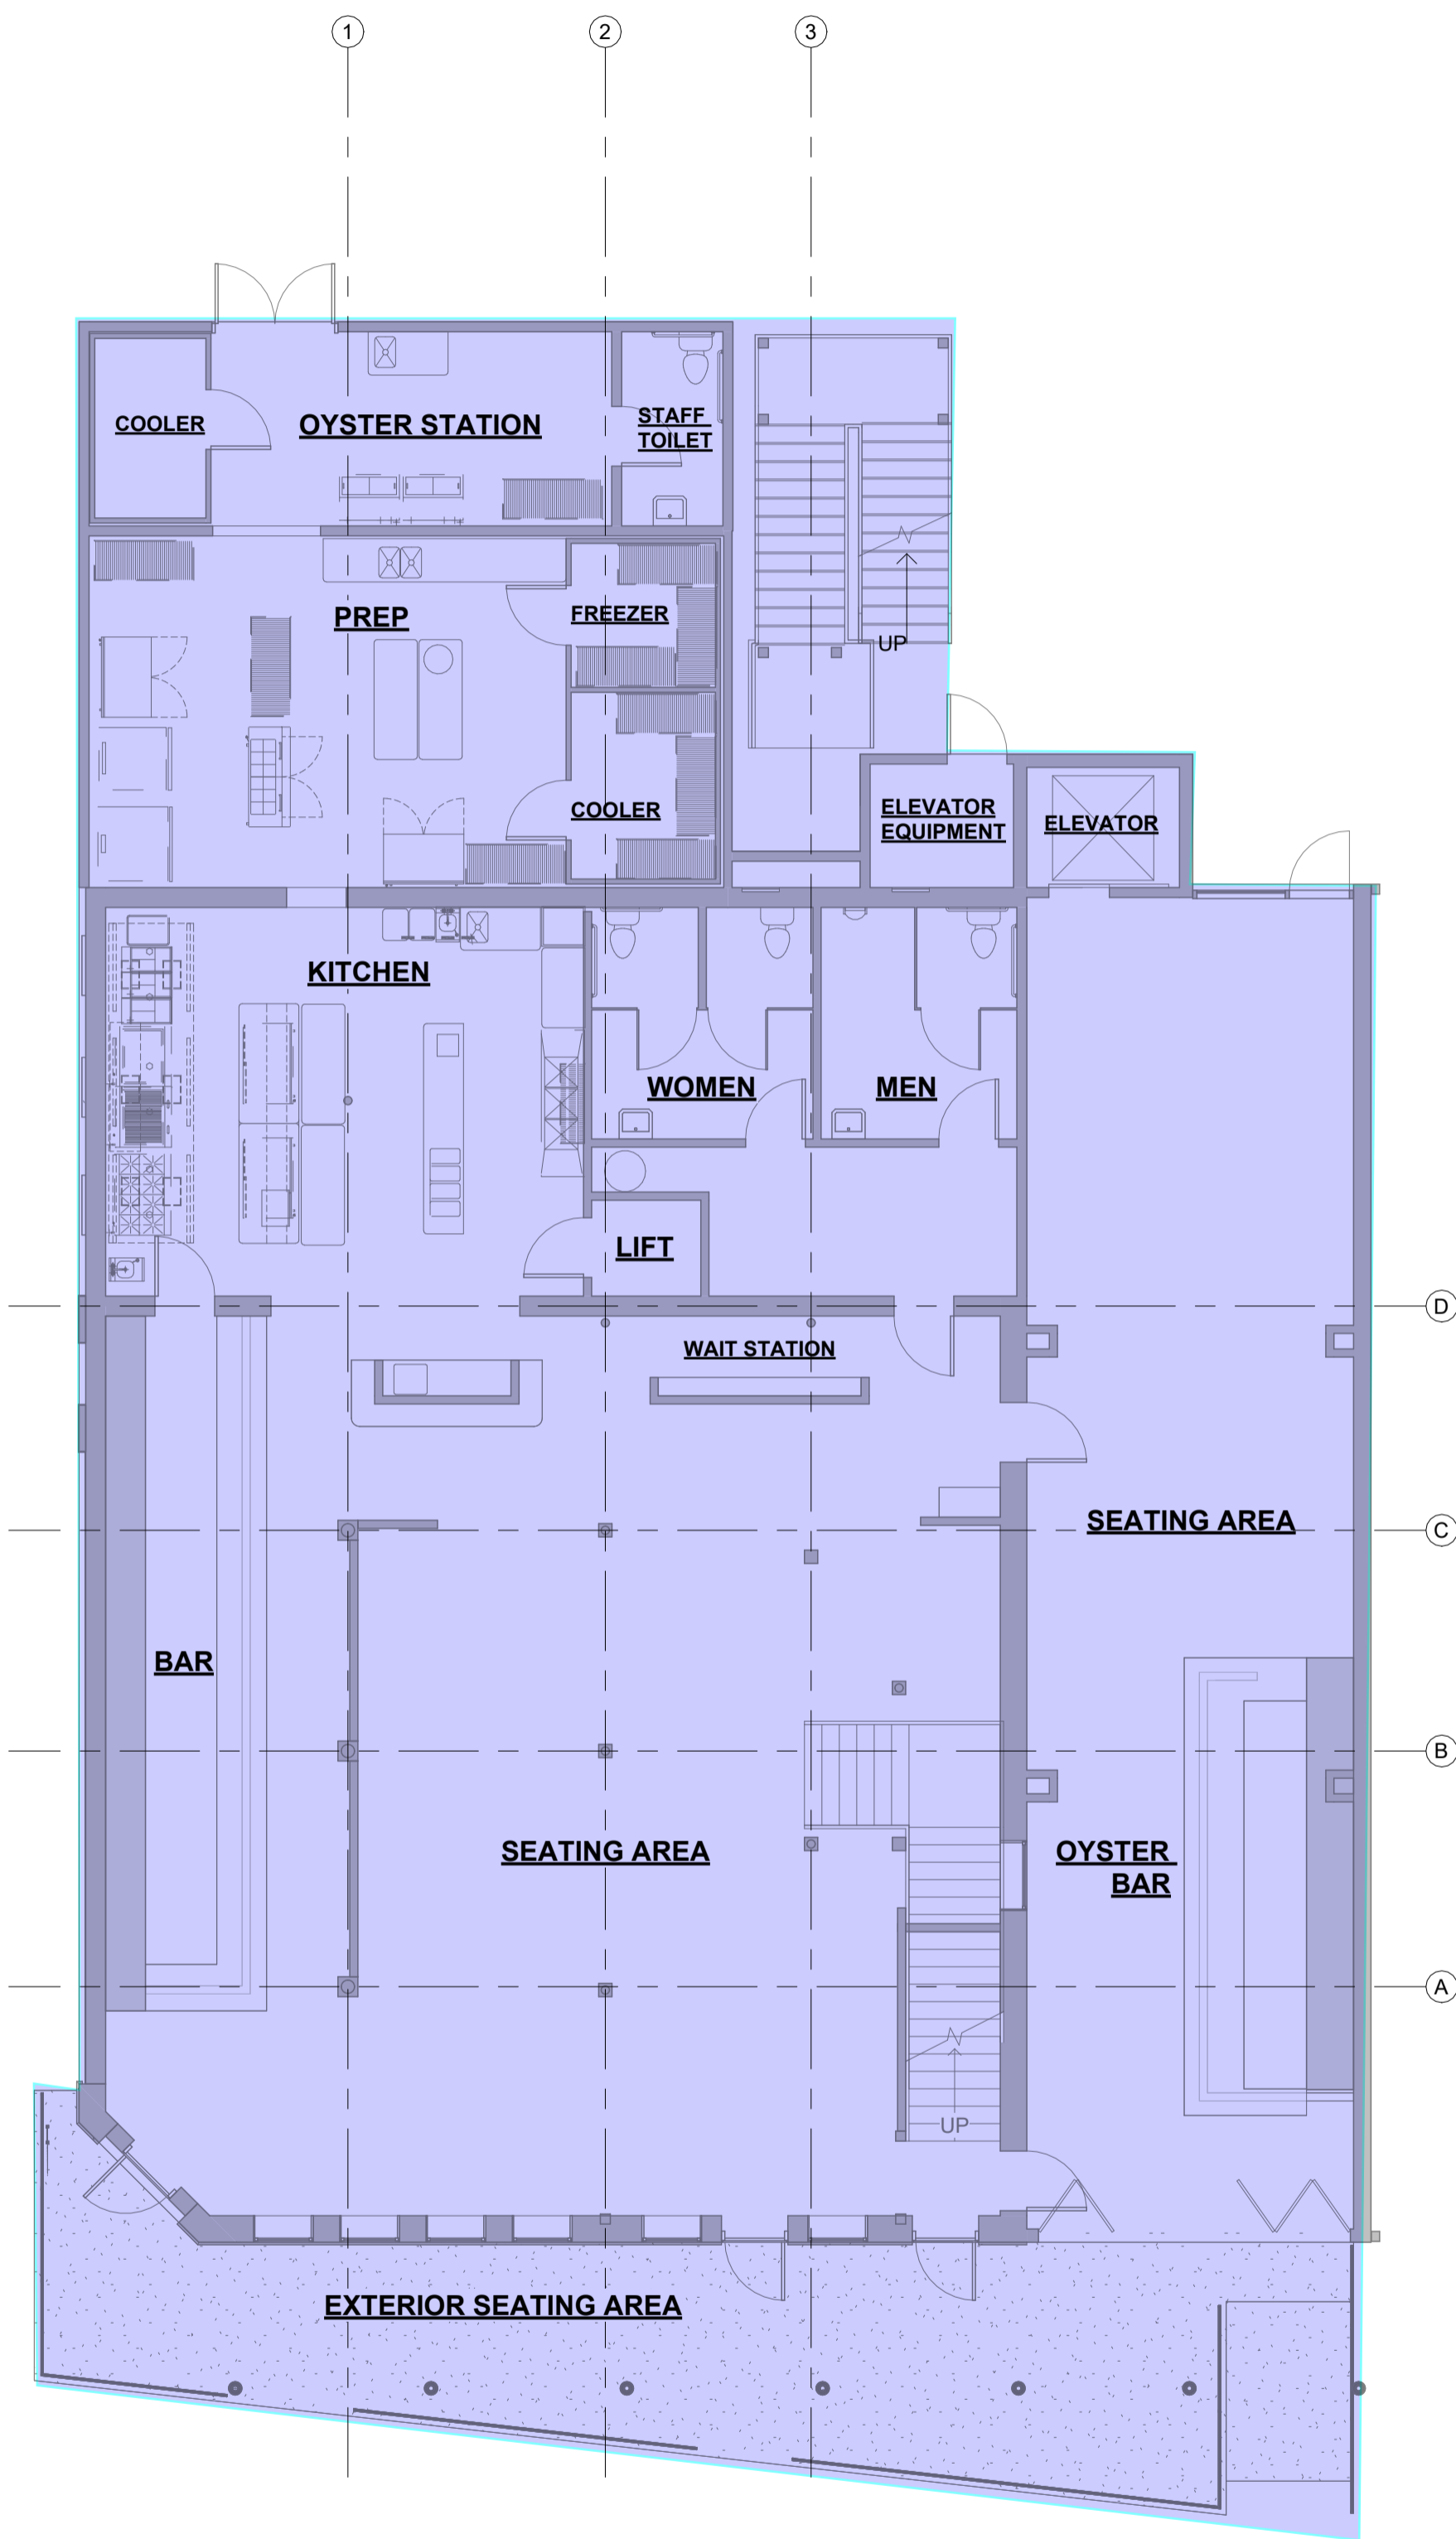 1 2 3
COOLER
OYSTER STATION
STAFF
TOILET
PREP
FREEZER
UP
COOLER
ELEVATOR
EQUIPMENT
ELEVATOR
KITCHEN
WOMEN
MEN
LIFT
D
WAIT STATION
SEATING AREA
C
BAR
B
SEATING AREA
OYSTER
BAR
A
UP
EXTERIOR SEATING AREA